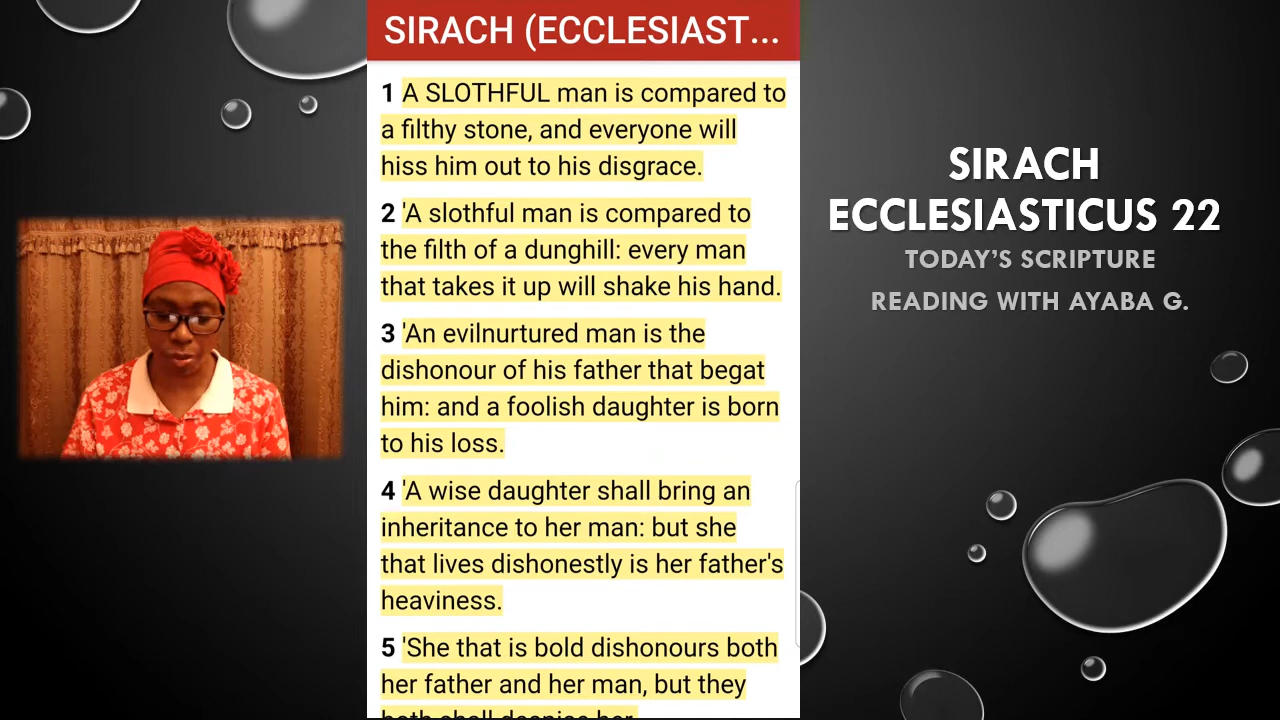 SIRACH (ECCLESIAST...
1 A SLOTHFUL man is compared to
a filthy stone, and everyone will
hiss him out to his disgrace.
2 'A slothful man is compared to
the filth of a dunghill: every man
that takes it up will shake his hand.
3 'An evilnurtured man is the
dishonour of his father that begat
him: and a foolish daughter is born
to his loss.
4 'A wise daughter shall bring an
inheritance to her man: but she
that lives dishonestly is her father's
heaviness.
5 'She that is bold dishonours both
her father and her man, but they
both shall despise her.
SIRACH
ECCLESIASTICUS 22
TODAY'S SCRIPTURE
READING WITH AYABA G.